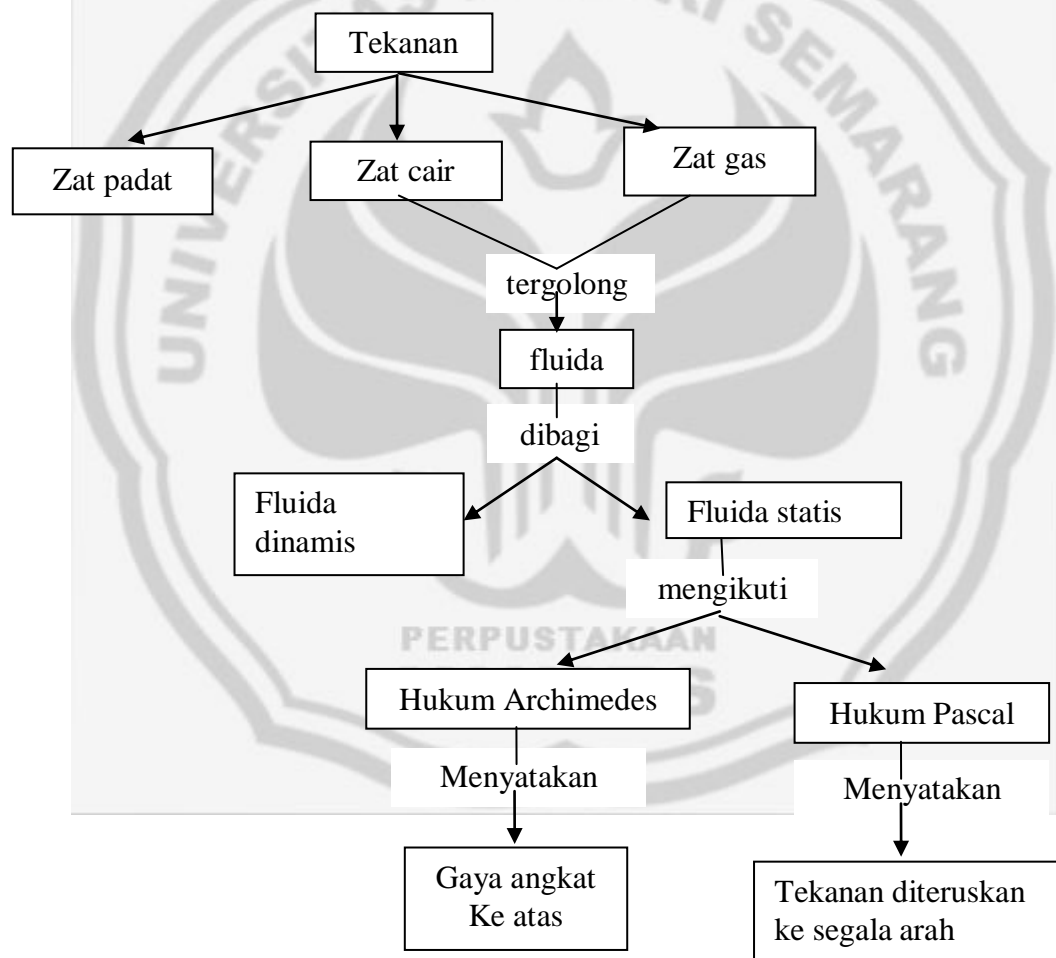 Tekanan
Zat padat
Zat cair
Zat gas
tergolong
fluida
dibagi
Fluida
dinamis
Fluida statis
mengikuti
Hukum Archimedes
Hukum Pascal
Menyatakan
Menyatakan
Gaya angkat
Ke atas
Tekanan diteruskan
ke segala arah
SEMARANG
PERPUSTAKAAN